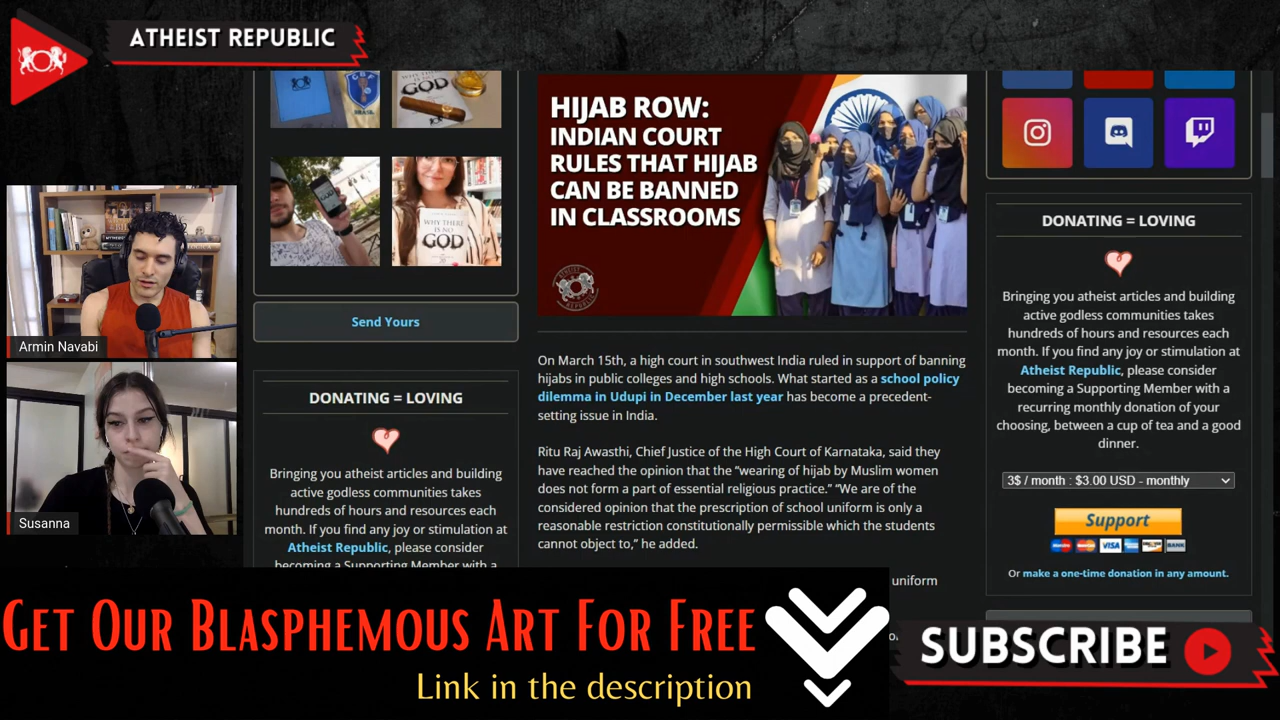 ATHEIST REPUBLIC
Armin Navabi
Susanna
WHY THERE
IS NO
GOD
Send Yours
DONATING = LOVING
Bringing you atheist articles and building
active godless communities takes
hundreds of hours and resources each
month. If you find any joy or stimulation at
Atheist Republic, please consider
becoming a Supporting Member with a
HIJAB ROW:
INDIAN COURT
RULES THAT HIJAB
CAN BE BANNED
IN CLASSROOMS
On March 15th, a high court in southwest India ruled in support of banning
hijabs in public colleges and high schools. What started as a school policy
dilemma in Udupi in December last year has become a precedent-
setting issue in India.
Ritu Raj Awasthi, Chief Justice of the High Court of Karnataka, said they
have reached the opinion that the “wearing of hijab by Muslim women
does not form a part of essential religious practice.” “We are of the
considered opinion that the prescription of school uniform is only a
reasonable restriction constitutionally permissible which the students
cannot object to,” he added.
uniform
DONATING = LOVING
Bringing you atheist articles and building
active godless communities takes
hundreds of hours and resources each
month. If you find any joy or stimulation at
Atheist Republic, please consider
becoming a Supporting Member with a
recurring monthly donation of your
choosing, between a cup of tea and a good
dinner.
3$ / month : $3.00 USD - monthly
Support
VISA
BANK
Or make a one-time donation in any amount.
GET OUR BLASPHEMOUS ART FOR FREE
Link in the description
SUBSCRIBE